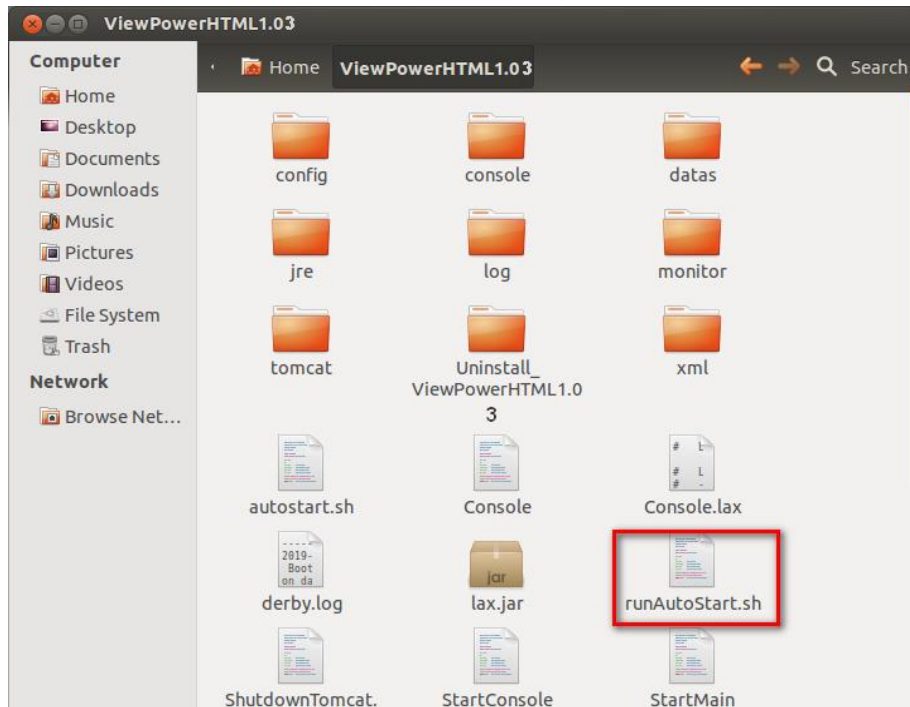 ViewPowerHTML1.03
Computer
Home
Desktop
Documents
Downloads
Music
Pictures
Videos
File System
Trash
Network
Browse Net...
Home ViewPowerHTML1.03 Search
config console datas
jre log monitor
tomcat Uninstall_ xml
ViewPowerHTML1.0
3
# L
# L
# -
autostart.sh Console Console.lax
-----
2019-
Boot
on da
jar
derby.log lax.jar runAutoStart.sh
ShutdownTomcat. StartConsole StartMain